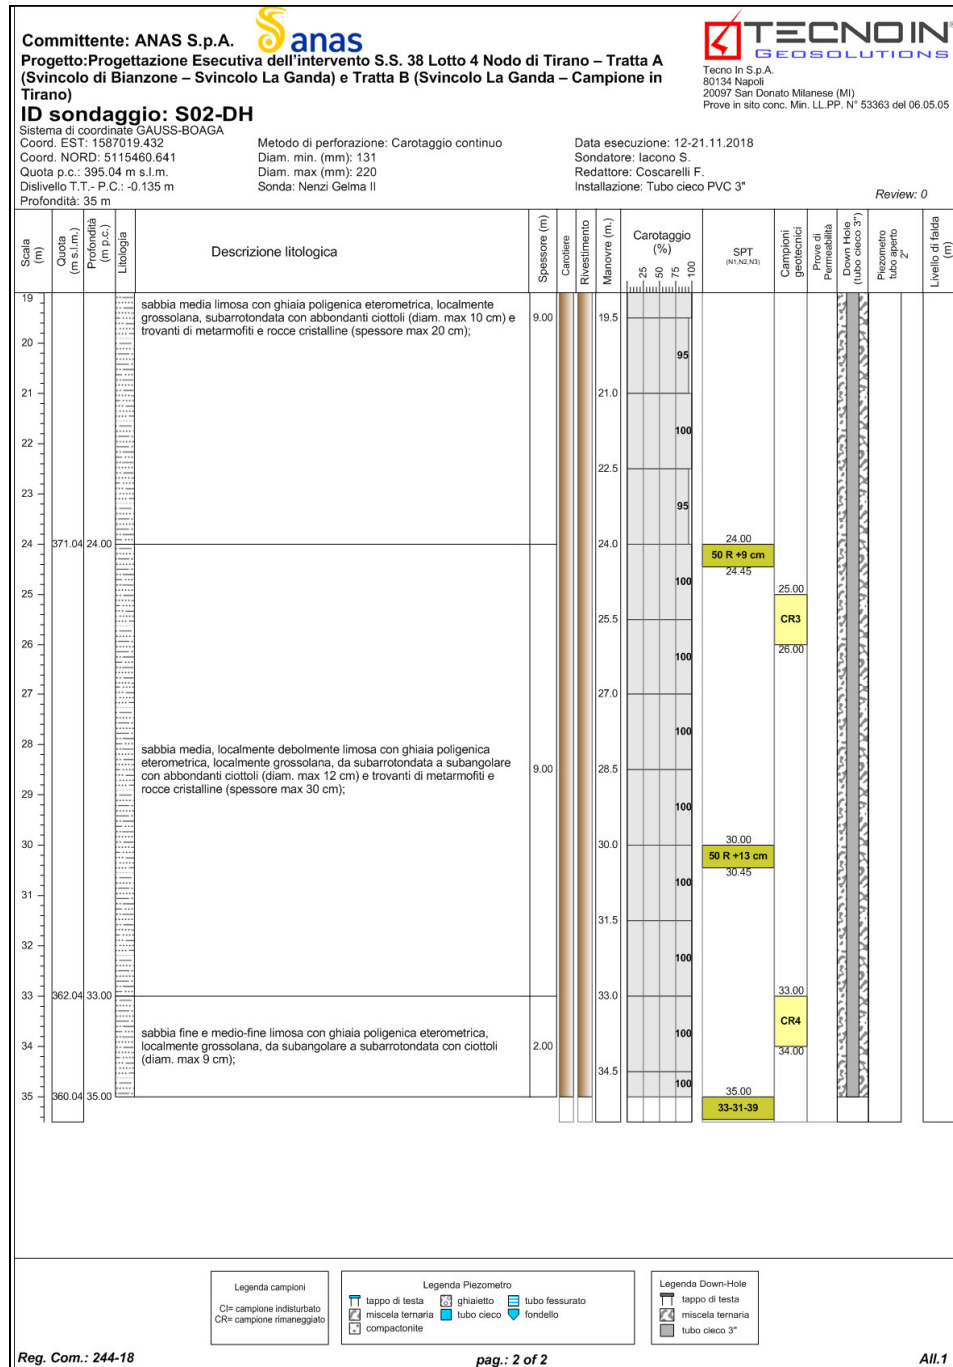 Committente: ANAS S.p.A.
anas
TECNO IN
GEOSOLUTIONS
Progetto:Progettazione Esecutiva dell'intervento S.S. 38 Lotto 4 Nodo di Tirano – Tratta A
(Svincolo di Bianzone – Svincolo La Ganda) e Tratta B (Svincolo La Ganda – Campione in
Tirano)
Tecno In S.p.A.
80134 Napoli
20097 San Donato Milanese (MI)
Prove in sito conc. Min. LL.PP. N° 53363 del 06.05.05
ID sondaggio: S02-DH
Sistema di coordinate GAUSS-BOAGA
Coord. EST: 1587019.432
Coord. NORD: 5115460.641
Quota p.c.: 395.04 m s.l.m.
Dislivello T.T.- P.C.: -0.135 m
Profondità: 35 m
Metodo di perforazione: Carotaggio continuo
Diam. min. (mm): 131
Diam. max (mm): 220
Sonda: Nenzi Gelma II
Data esecuzione: 12-21.11.2018
Sondatore: Iacono S.
Redattore: Coscarelli F.
Installazione: Tubo cieco PVC 3"
Review: 0
Scala
(m)
Quota
(m s.l.m.)
Profondità
(m p.c.)
Litologia
Descrizione litologica
Spessore (m)
Carotiere
Rivestimento
Manovre (m.)
Carotaggio
(%)
25 50 75 100
SPT
(N1,N2,N3)
Campioni
geotecnici
Prove di
Permeabilità
Down Hole
(tubo cieco 3")
Piezometro
tubo aperto
2"
Livello di falda
(m)
19
sabbia media limosa con ghiaia poligenica eterometrica, localmente
grossolana, subarrotondata con abbondanti ciottoli (diam. max 10 cm) e
trovanti di metarmofiti e rocce cristalline (spessore max 20 cm);
9.00
19.5
20
95
21
21.0
22
100
22.5
23
95
24
371.04 24.00
24.0
24.00
50 R +9 cm
24.45
100
25
25.00
CR3
26.00
25.5
26
100
27
27.0
28
100
sabbia media, localmente debolmente limosa con ghiaia poligenica
eterometrica, localmente grossolana, da subarrotondata a subangolare
con abbondanti ciottoli (diam. max 12 cm) e trovanti di metarmofiti e
rocce cristalline (spessore max 30 cm);
9.00
28.5
29
100
30
30.0
30.00
50 R +13 cm
30.45
100
31
31.5
32
100
33
362.04 33.00
33.0
33.00
CR4
34.00
sabbia fine e medio-fine limosa con ghiaia poligenica eterometrica,
localmente grossolana, da subangolare a subarrotondata con ciottoli
(diam. max 9 cm);
2.00
100
34
34.5
100
35
360.04 35.00
35.00
33-31-39
Legenda campioni
CI= campione indisturbato
CR= campione rimaneggiato
Legenda Piezometro
tappo di testa
ghiaietto
tubo fessurato
miscela ternaria
tubo cieco
fondello
compactonite
Legenda Down-Hole
tappo di testa
miscela ternaria
tubo cieco 3"
Reg. Com.: 244-18
pag.: 2 of 2
All.1